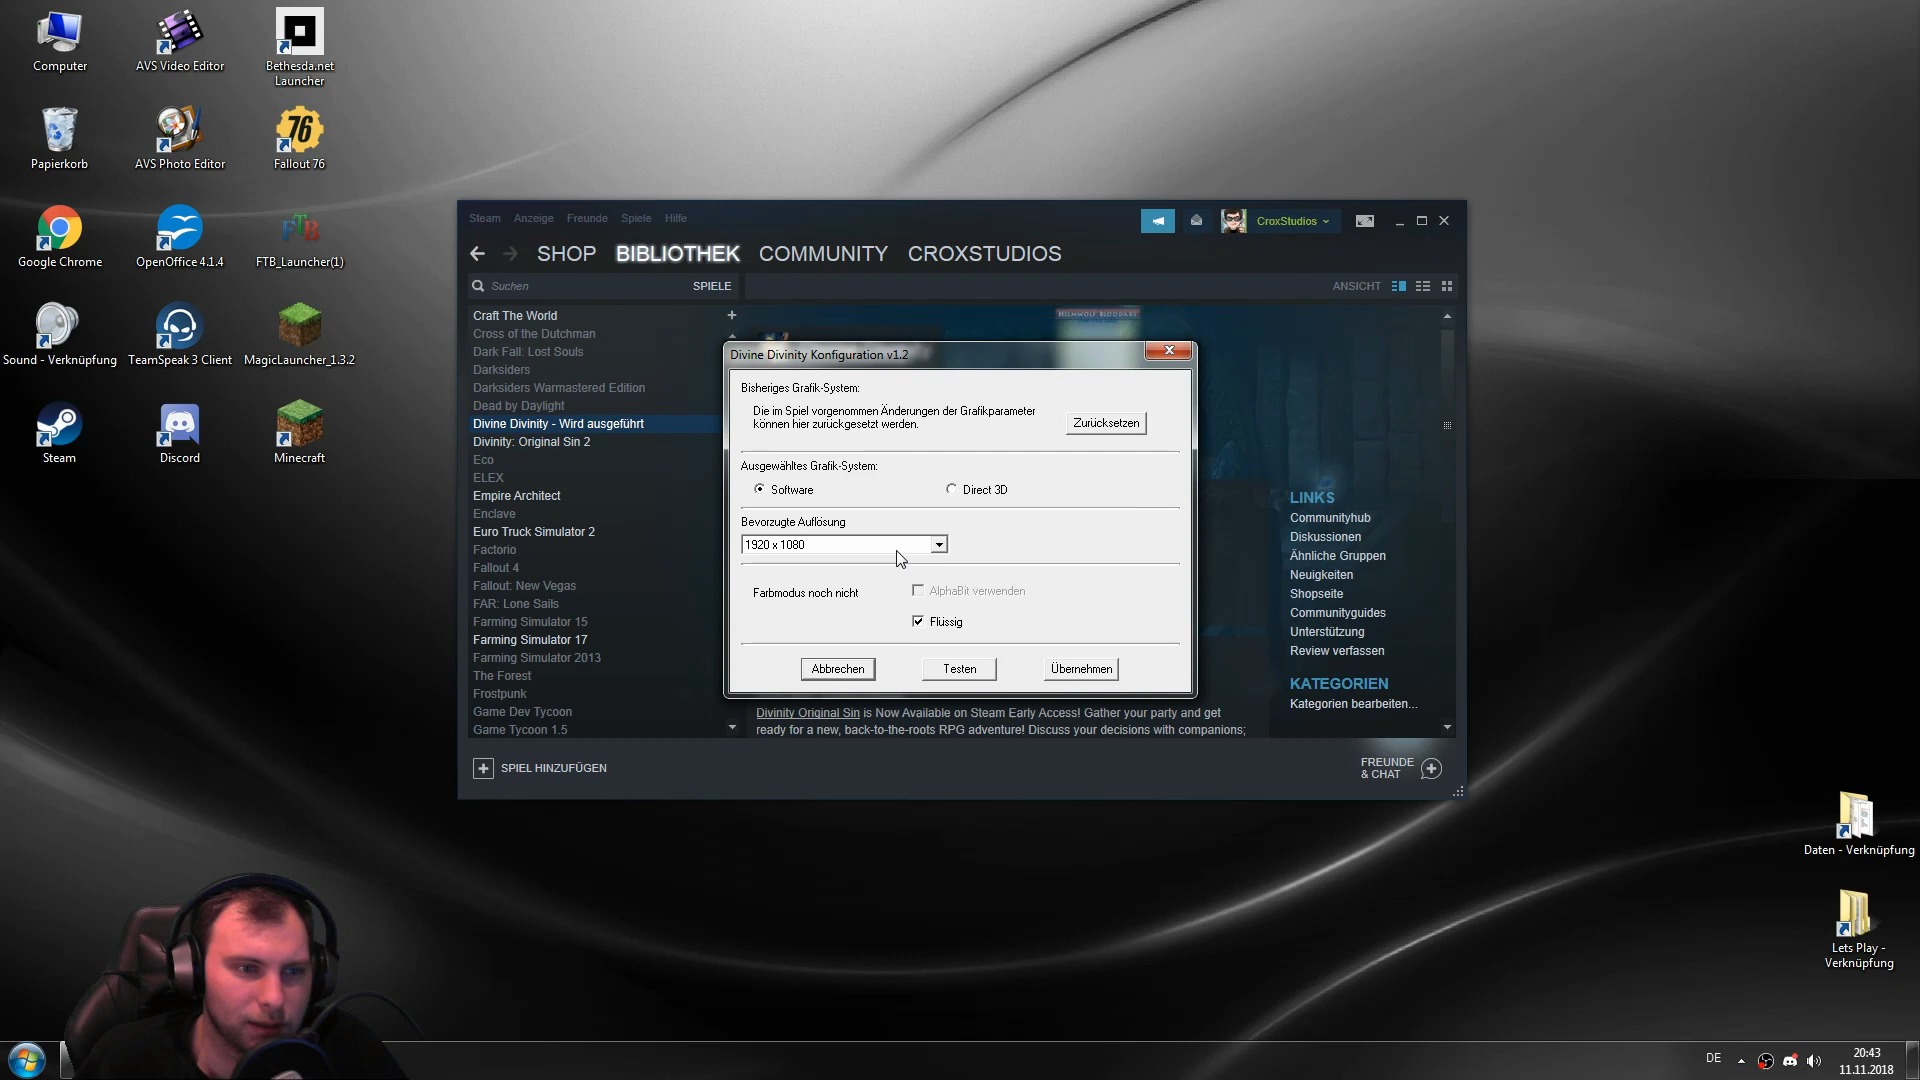 Computer
AVS Video Editor
Bethesda.net
Launcher
Papierkorb
AVS Photo Editor
76
Fallout 76
Google Chrome
OpenOffice 4.1.4
FTB
FTB_Launcher(1)
Sound - Verknüpfung
TeamSpeak 3 Client
MagicLauncher_1.3.2
Steam
Discord
Minecraft
Steam Anzeige Freunde Spiele Hilfe
CroxStudios
SHOP BIBLIOTHEK COMMUNITY CROXSTUDIOS
Suchen
SPIELE
ANSICHT
Craft The World
Cross of the Dutchman
Dark Fall: Lost Souls
Darksiders
Darksiders Warmastered Edition
Dead by Daylight
Divine Divinity - Wird ausgeführt
Divinity: Original Sin 2
Eco
ELEX
Empire Architect
Enclave
Euro Truck Simulator 2
Factorio
Fallout 4
Fallout: New Vegas
FAR: Lone Sails
Farming Simulator 15
Farming Simulator 17
Farming Simulator 2013
The Forest
Frostpunk
Game Dev Tycoon
Game Tycoon 1.5
SPIEL HINZUFÜGEN
Divine Divinity Konfiguration v1.2
Bisheriges Grafik-System:
Die im Spiel vorgenommen Änderungen der Grafikparameter
können hier zurückgesetzt werden.
Zurücksetzen
Ausgewähltes Grafik-System:
Software
Direct 3D
Bevorzugte Auflösung
1920 x 1080
Farbmodus noch nicht
AlphaBit verwenden
Flüssig
Abbrechen
Testen
Übernehmen
Divinity Original Sin is Now Available on Steam Early Access! Gather your party and get
ready for a new, back-to-the-roots RPG adventure! Discuss your decisions with companions;
LINKS
Communityhub
Diskussionen
Ähnliche Gruppen
Neuigkeiten
Shopseite
Communityguides
Unterstützung
Review verfassen
KATEGORIEN
Kategorien bearbeiten...
FREUNDE
& CHAT
Daten - Verknüpfung
Lets Play -
Verknüpfung
DE
20:43
11.11.2018